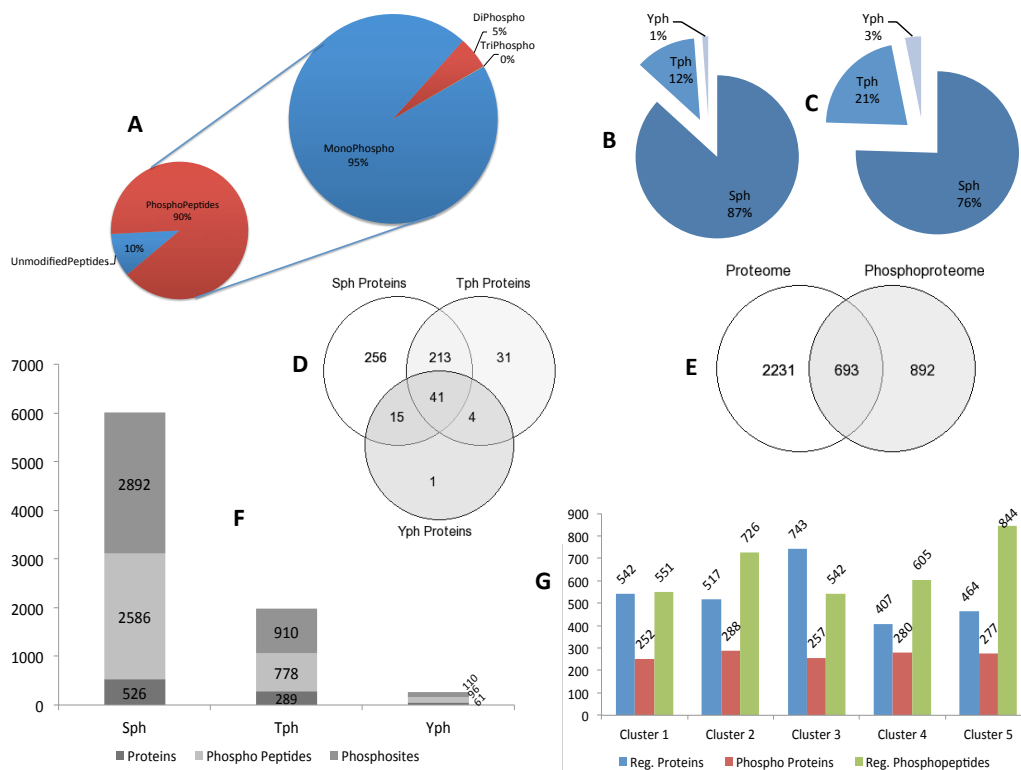 A
DiPhospho
5%
TriPhospho
0%
MonoPhospho
95%
PhosphoPeptides
90%
10%
UnmodifiedPeptides
B
Yph
1%
Tph
12%
Sph
87%
C
Yph
3%
Tph
21%
Sph
76%
D
Sph Proteins
Tph Proteins
256
213
31
41
15
4
1
Yph Proteins
E
Proteome
Phosphoproteome
2231
693
892
F
7000
6000
5000
4000
3000
2000
1000
0
2892
2586
526
910
778
289
110
96
61
Sph
Tph
Yph
Proteins
Phospho Peptides
Phosphosites
G
900
800
700
600
500
400
300
200
100
0
542
252
551
517
288
726
743
257
542
407
280
605
464
277
844
Cluster 1
Cluster 2
Cluster 3
Cluster 4
Cluster 5
Reg. Proteins
Phospho Proteins
Reg. Phosphopeptides